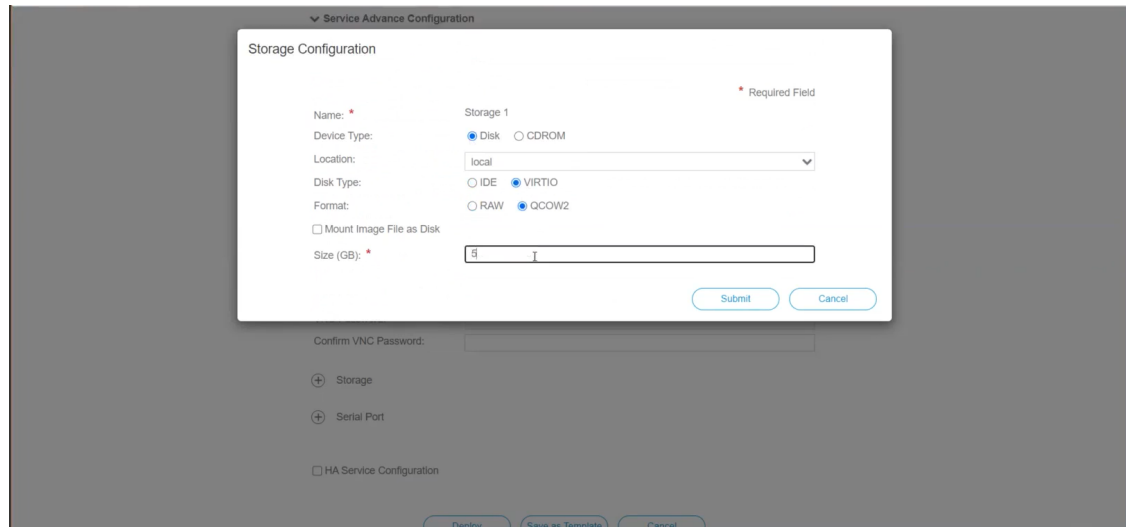 Service Advance Configuration
Storage Configuration
* Required Field
Name: * Storage 1
Device Type: Disk CDROM
Location: local
Disk Type: IDE VIRTIO
Format: RAW QCOW2
Mount Image File as Disk
Size (GB): * 5
Submit Cancel
Confirm VNC Password:
Storage
Serial Port
HA Service Configuration
Deploy Save as Template Cancel